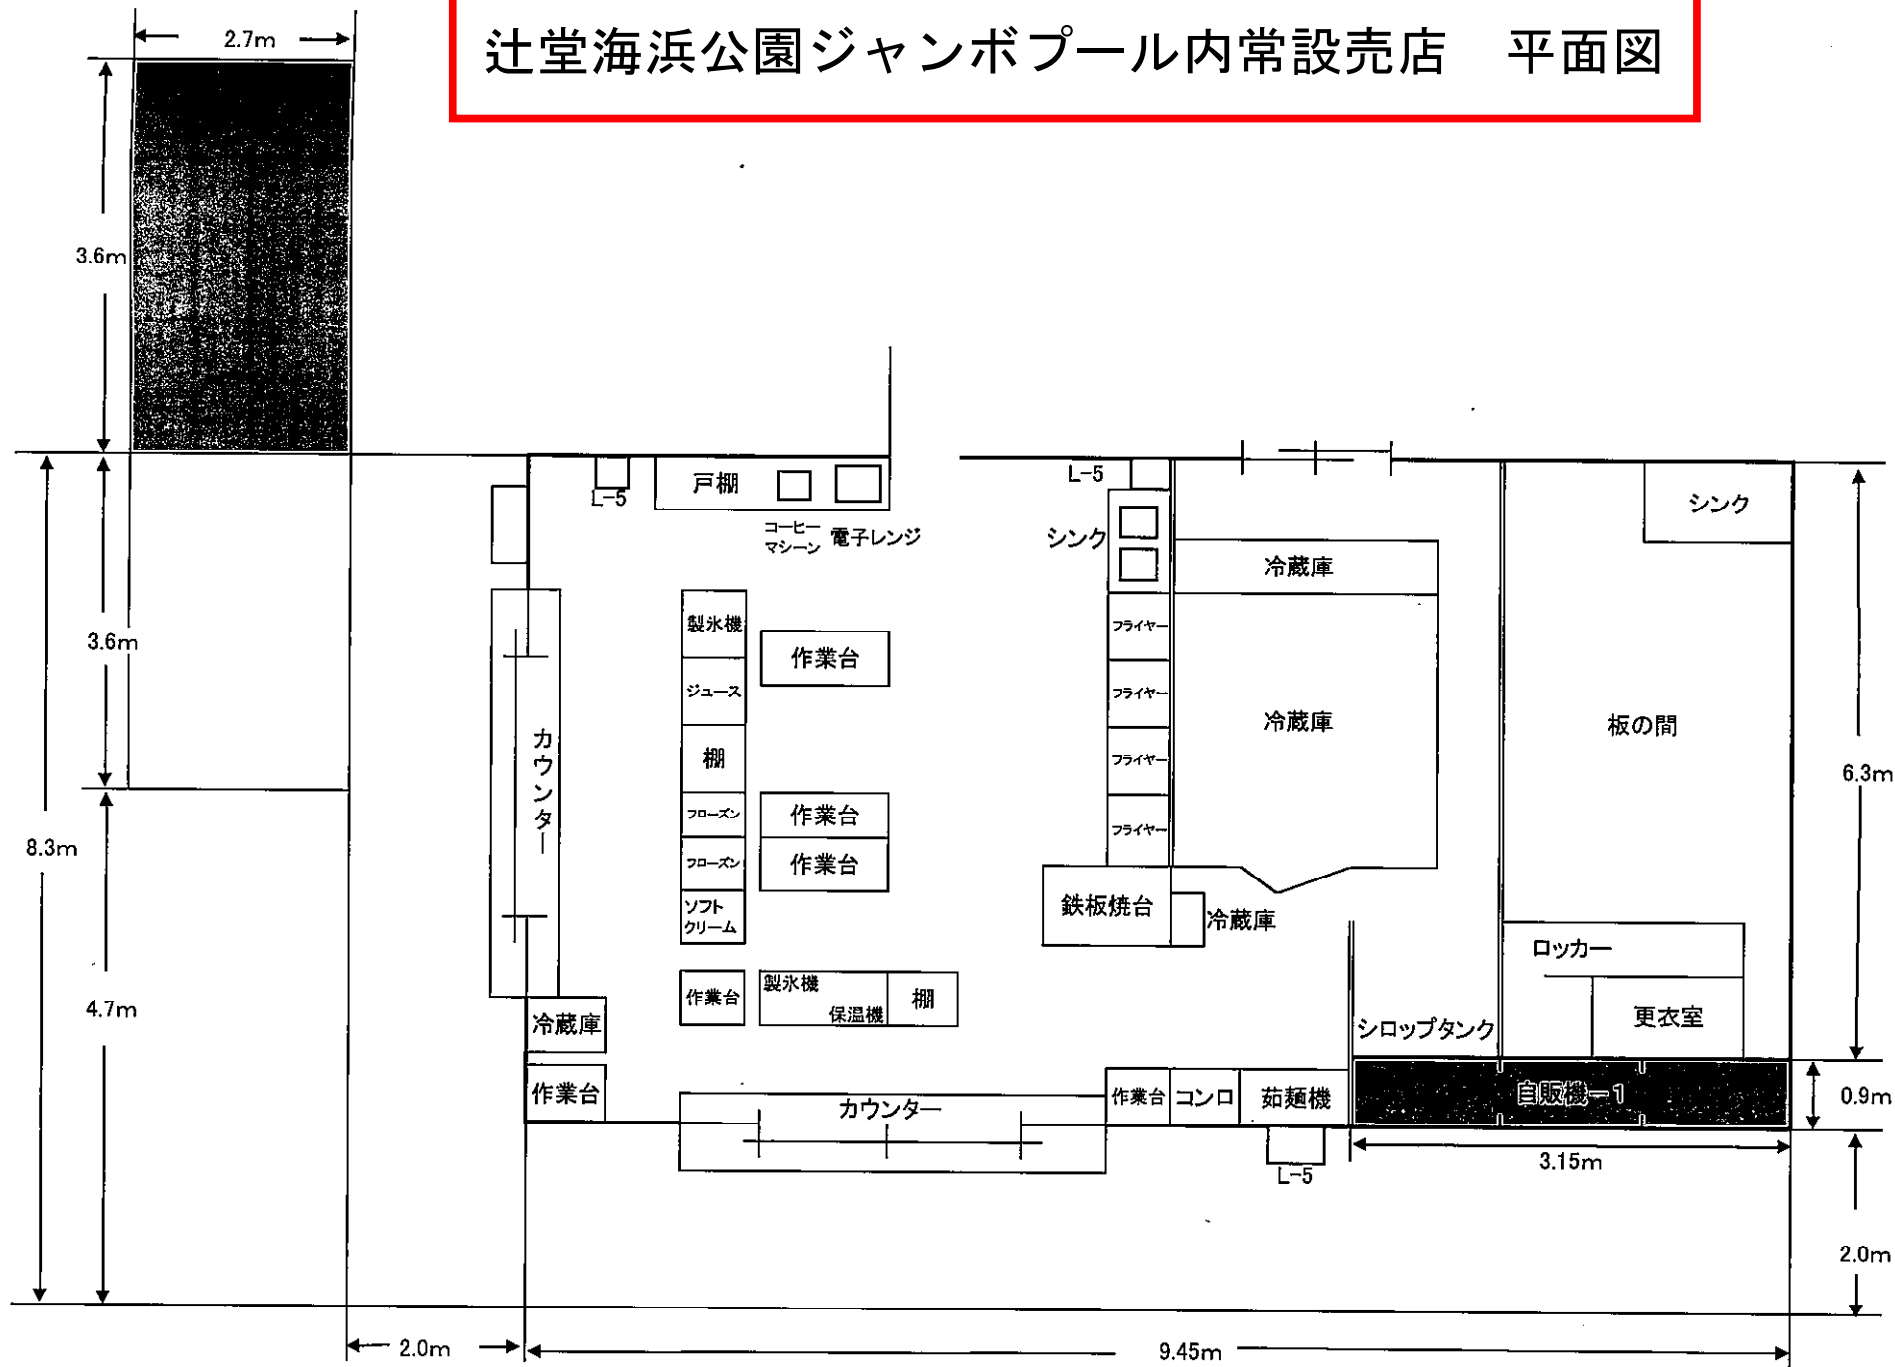 辻堂海浜公園ジャンボプール内常設売店　平面図
2.7m
3.6m
L-5
戸棚
コーヒー
マシーン
電子レンジ
L-5
シンク
シンク
冷蔵庫
製氷機
作業台
フライヤー
3.6m
ジュース
フライヤー
カウンター
棚
冷蔵庫
板の間
フライヤー
6.3m
フローズン
作業台
フライヤー
8.3m
フローズン
作業台
ソフト
クリーム
鉄板焼台
冷蔵庫
ロッカー
4.7m
作業台
製氷機
保温機
棚
冷蔵庫
シロップタンク
更衣室
作業台
カウンター
作業台
コンロ
茹麺機
自販機-1
0.9m
3.15m
L-5
2.0m
2.0m
9.45m